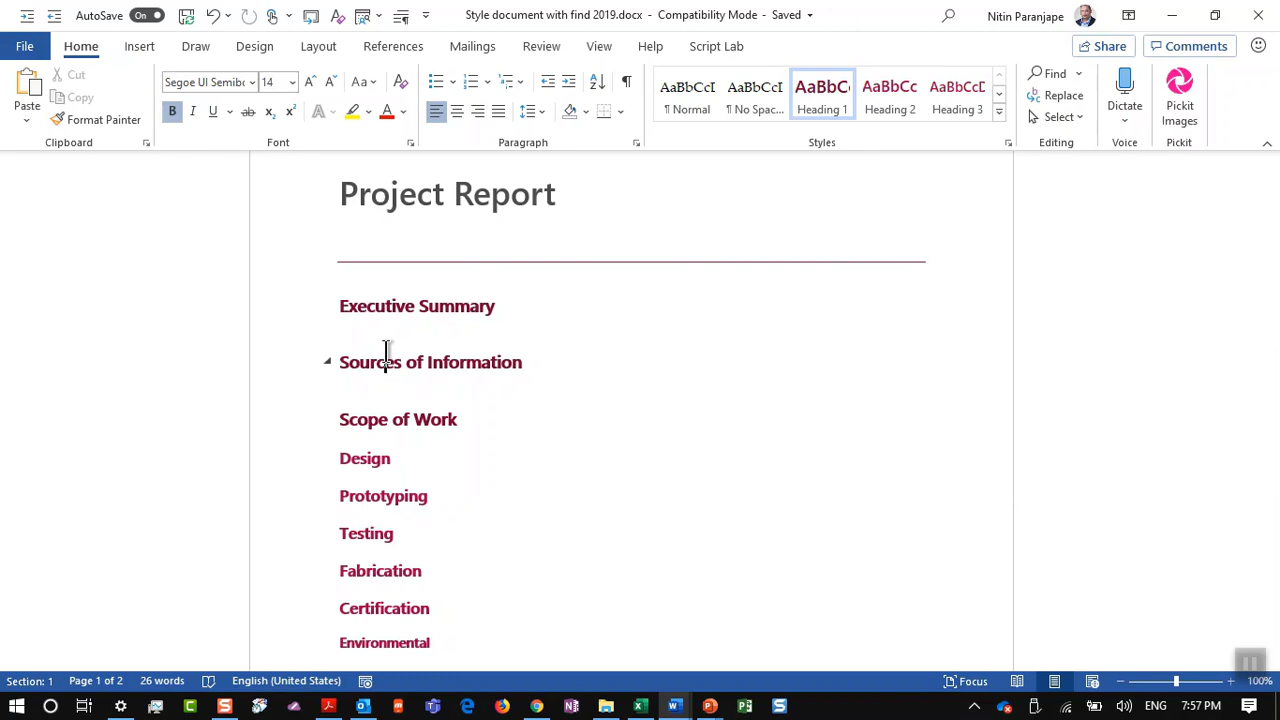 AutoSave On
Style document with find 2019.docx - Compatibility Mode - Saved
Nitin Paranjape
File Home Insert Draw Design Layout References Mailings Review View Help Script Lab
Share Comments
Paste
Cut
Copy
Format Painter
Segoe UI Semibc 14
AaBbCcI AaBbCcI AaBbC AaBbCc AaBbCcD
¶ Normal ¶ No Spac... Heading 1 Heading 2 Heading 3
Find
Replace
Select
Dictate
Pickit
Images
Clipboard Font Paragraph Styles Editing Voice Pickit
Project Report
Executive Summary
Sources of Information
Scope of Work
Design
Prototyping
Testing
Fabrication
Certification
Environmental
Section: 1 Page 1 of 2 26 words English (United States) Focus 100%
ENG 7:57 PM